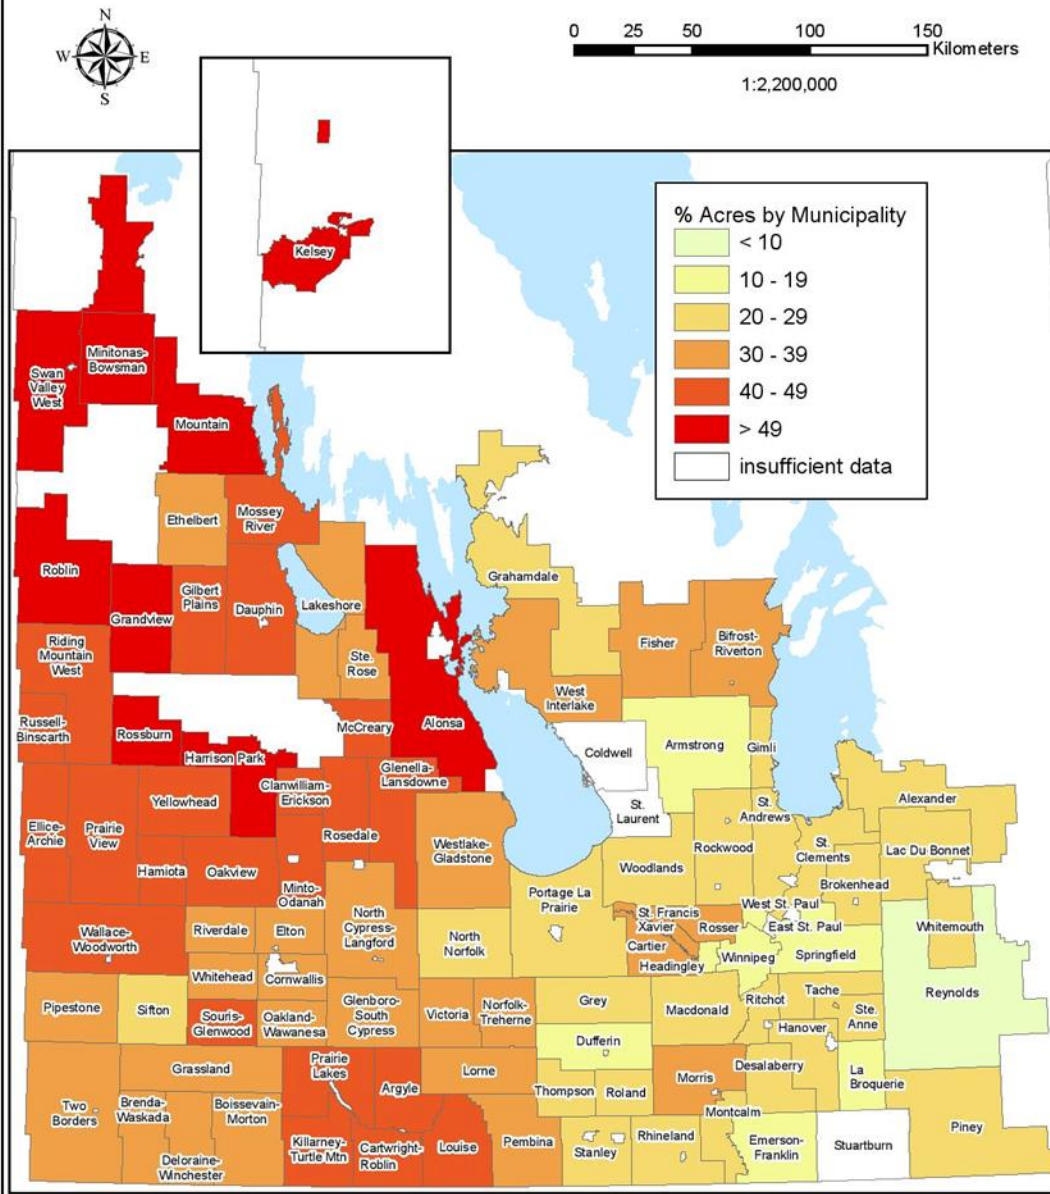 N
W E
S
0 25 50 100 150
Kilometers
1:2,200,000
Kelsey
% Acres by Municipality
< 10
10 - 19
20 - 29
30 - 39
40 - 49
> 49
insufficient data
Minitonas-
Bowsman
Swan
Valley
West
Mountain
Ethelbert
Mossey
River
Roblin
Grandview
Gilbert
Plains
Dauphin
Lakeshore
Grahamdale
Riding
Mountain
West
Ste.
Rose
Fisher
Bifrost-
Riverton
West
Interlake
Russell-
Binscarth
Rossburn
McCreary
Alonsa
Harrison Park
Coldwell
Armstrong
Gimli
Yellowhead
Clanwilliam-
Erickson
Glenella-
Lansdowne
St.
Laurent
St.
Andrews
Alexander
Ellice-
Archie
Prairie
View
Rosedale
Westlake-
Gladstone
Rockwood
St.
Clements
Lac Du Bonnet
Hamiota
Oakview
Woodlands
Minto-
Odanah
Portage La
Prairie
Brokenhead
Wallace-
Woodworth
Riverdale
Elton
North
Cypress-
Langford
North
Norfolk
St. Francis
Xavier
Rosser
West St. Paul
East St. Paul
Whitemouth
Cartier
Headingley
Winnipeg
Springfield
Whitehead
Cornwallis
Reynolds
Pipestone
Sifton
Souris-
Glenwood
Oakland-
Wawanesa
Glenboro-
South
Cypress
Victoria
Norfolk-
Treherne
Grey
Macdonald
Ritchot
Tache
Ste.
Anne
Hanover
Dufferin
Grassland
Prairie
Lakes
Argyle
Lorne
Thompson
Roland
Morris
Desalaberry
La
Broquerie
Two
Borders
Brenda-
Waskada
Boissevain-
Morton
Deloraine-
Winchester
Killarney-
Turtle Mtn
Cartwright-
Roblin
Louise
Pembina
Stanley
Rhineland
Montcalm
Emerson-
Franklin
Stuartburn
Piney